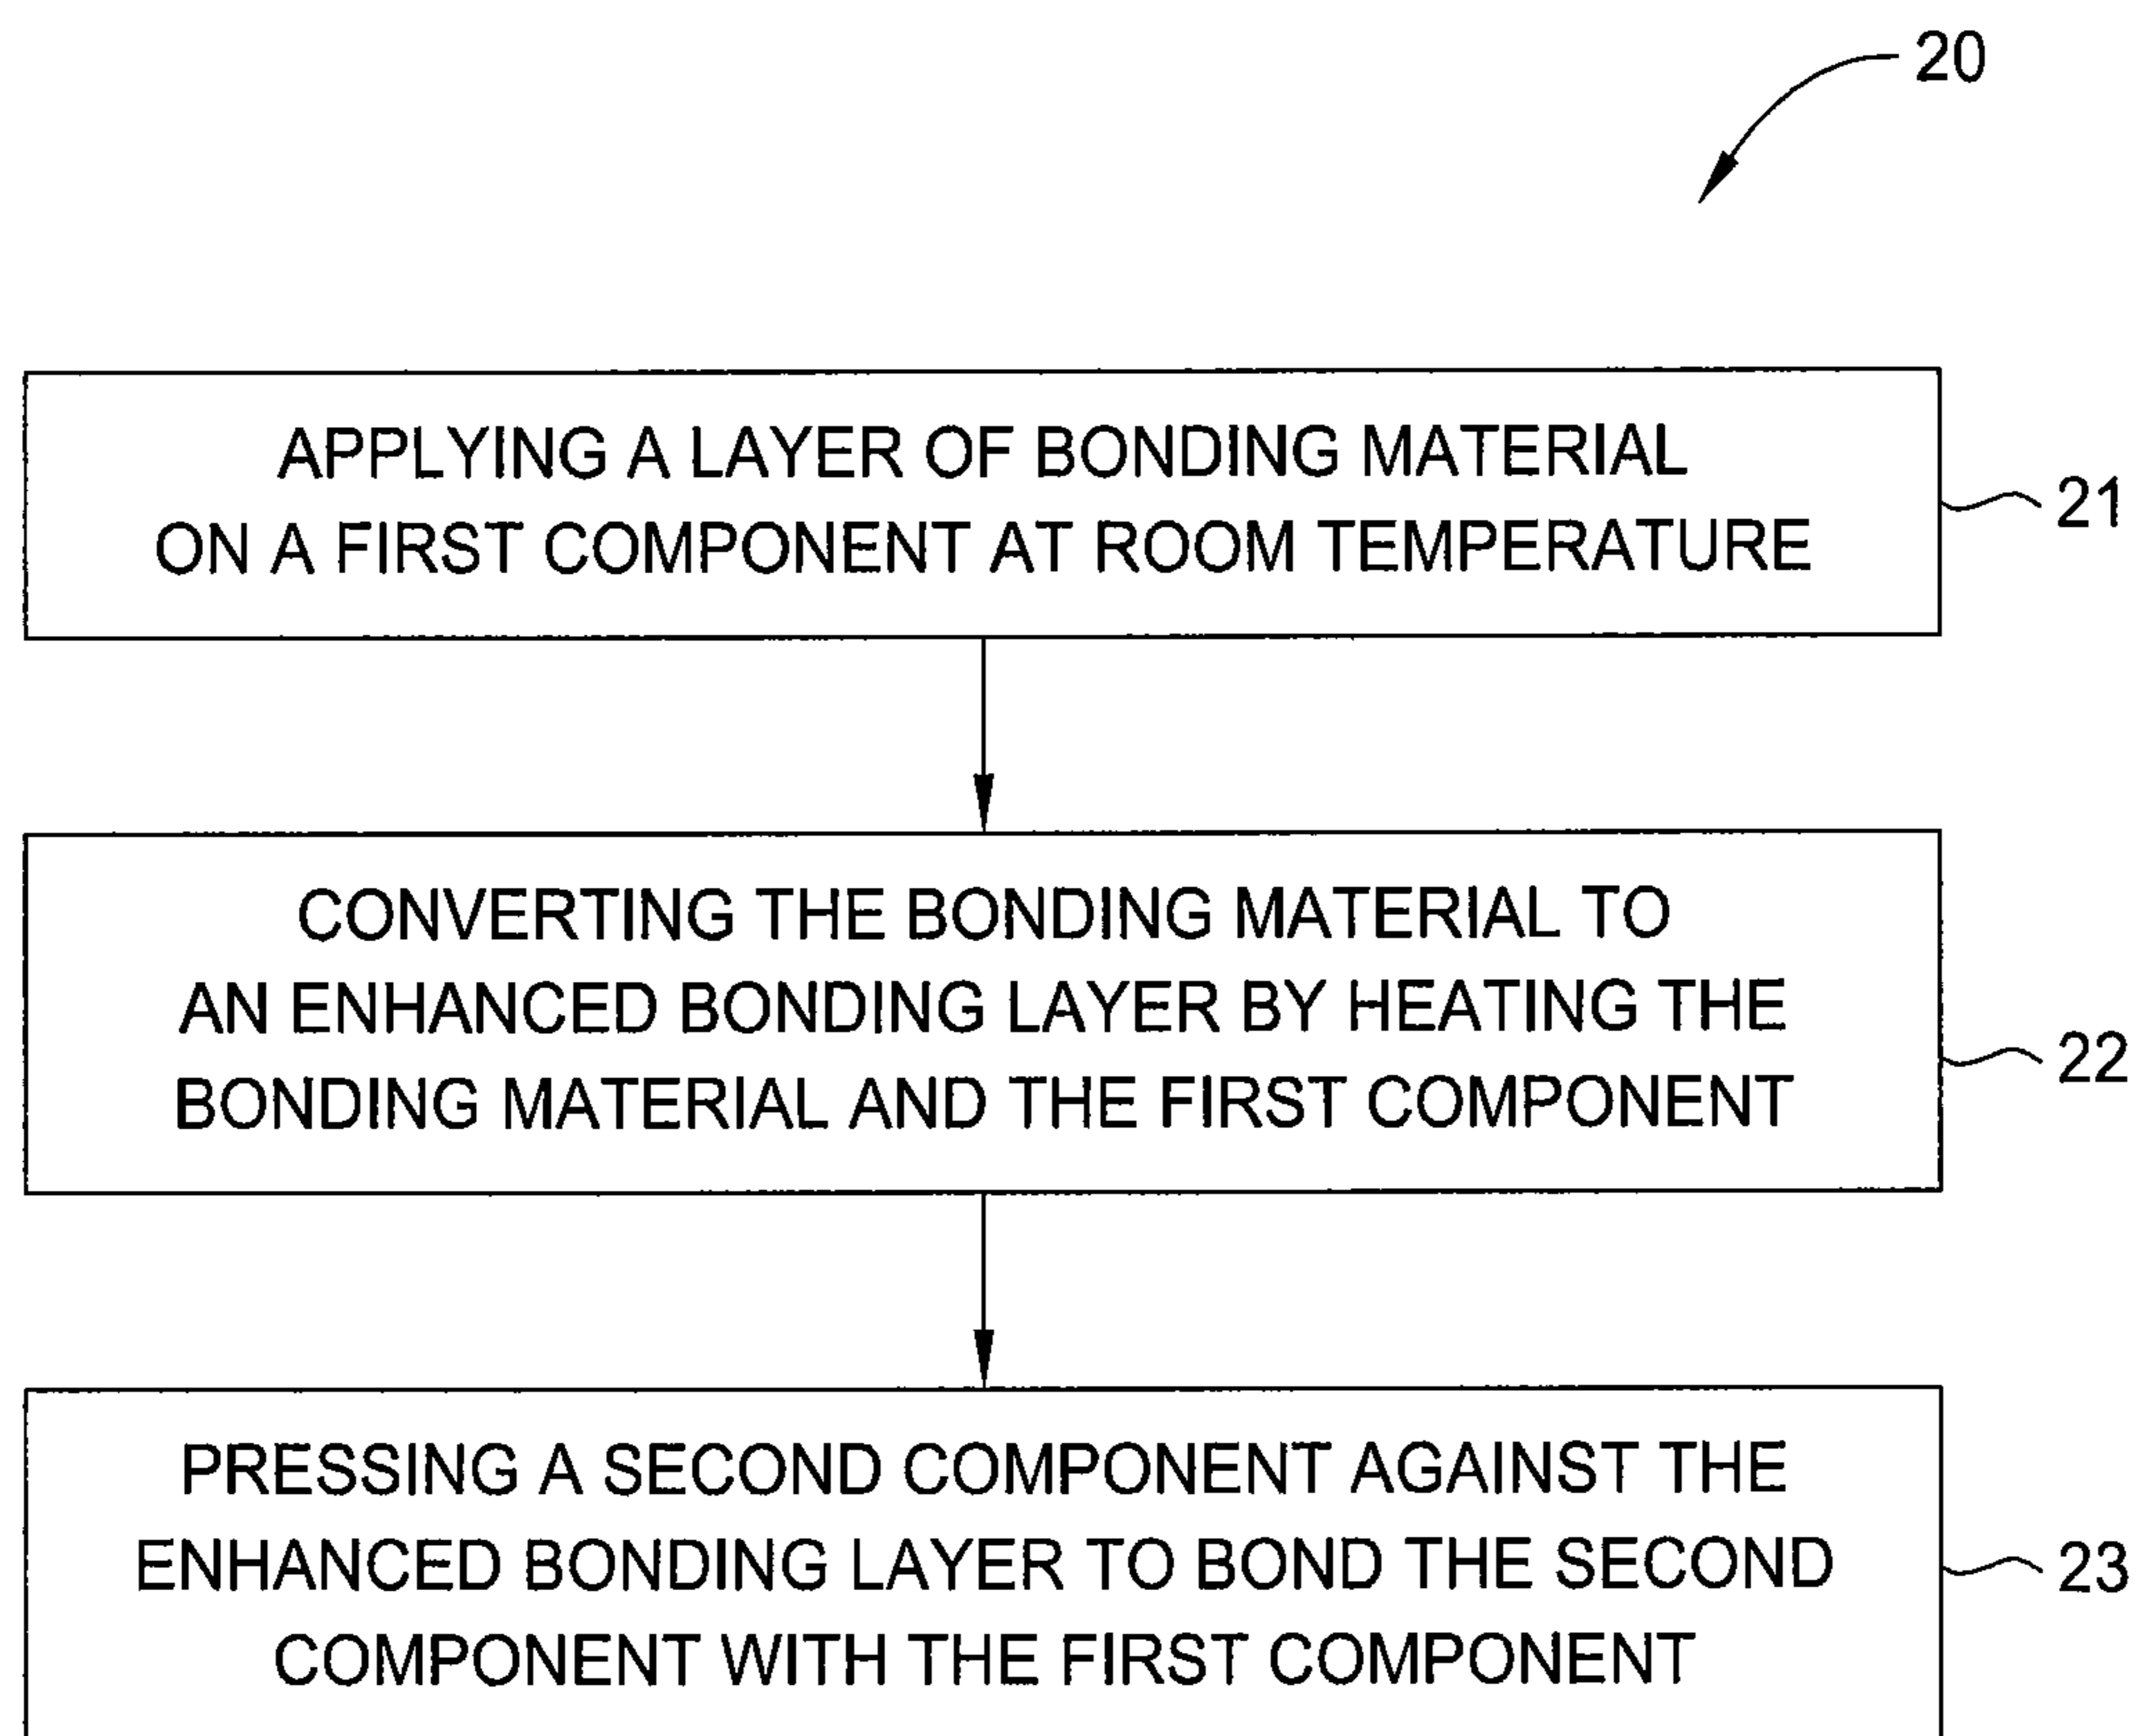 20
APPLYING A LAYER OF BONDING MATERIAL
ON A FIRST COMPONENT AT ROOM TEMPERATURE
21
CONVERTING THE BONDING MATERIAL TO
AN ENHANCED BONDING LAYER BY HEATING THE
BONDING MATERIAL AND THE FIRST COMPONENT
22
PRESSING A SECOND COMPONENT AGAINST THE
ENHANCED BONDING LAYER TO BOND THE SECOND
COMPONENT WITH THE FIRST COMPONENT
23